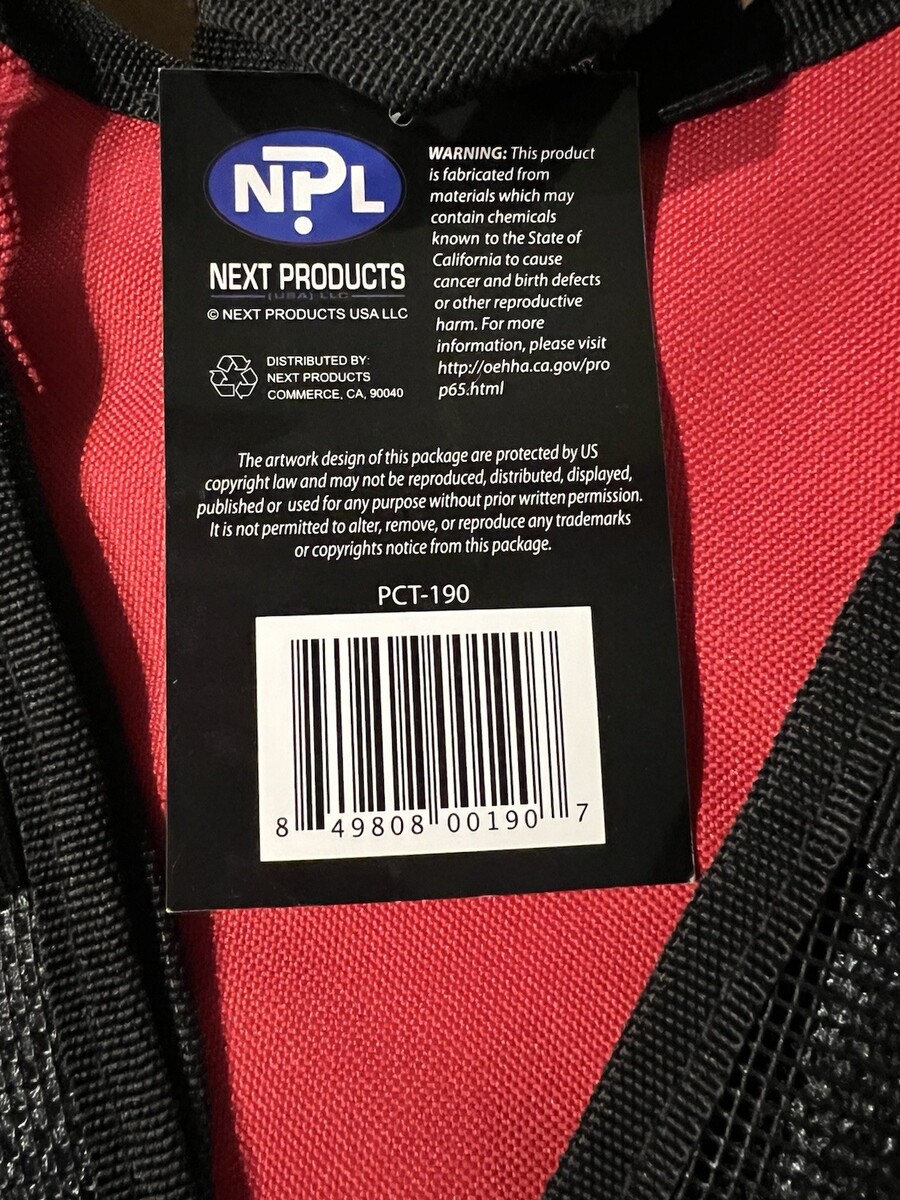 NPL
NEXT PRODUCTS
(USA) LLC
© NEXT PRODUCTS USA LLC
DISTRIBUTED BY:
NEXT PRODUCTS
COMMERCE, CA, 90040
WARNING: This product
is fabricated from
materials which may
contain chemicals
known to the State of
California to cause
cancer and birth defects
or other reproductive
harm. For more
information, please visit
http://oehha.ca.gov/pro
p65.html
The artwork design of this package are protected by US
copyright law and may not be reproduced, distributed, displayed,
published or used for any purpose without prior written permission.
It is not permitted to alter, remove, or reproduce any trademarks
or copyrights notice from this package.
PCT-190
8 49808 00190 7